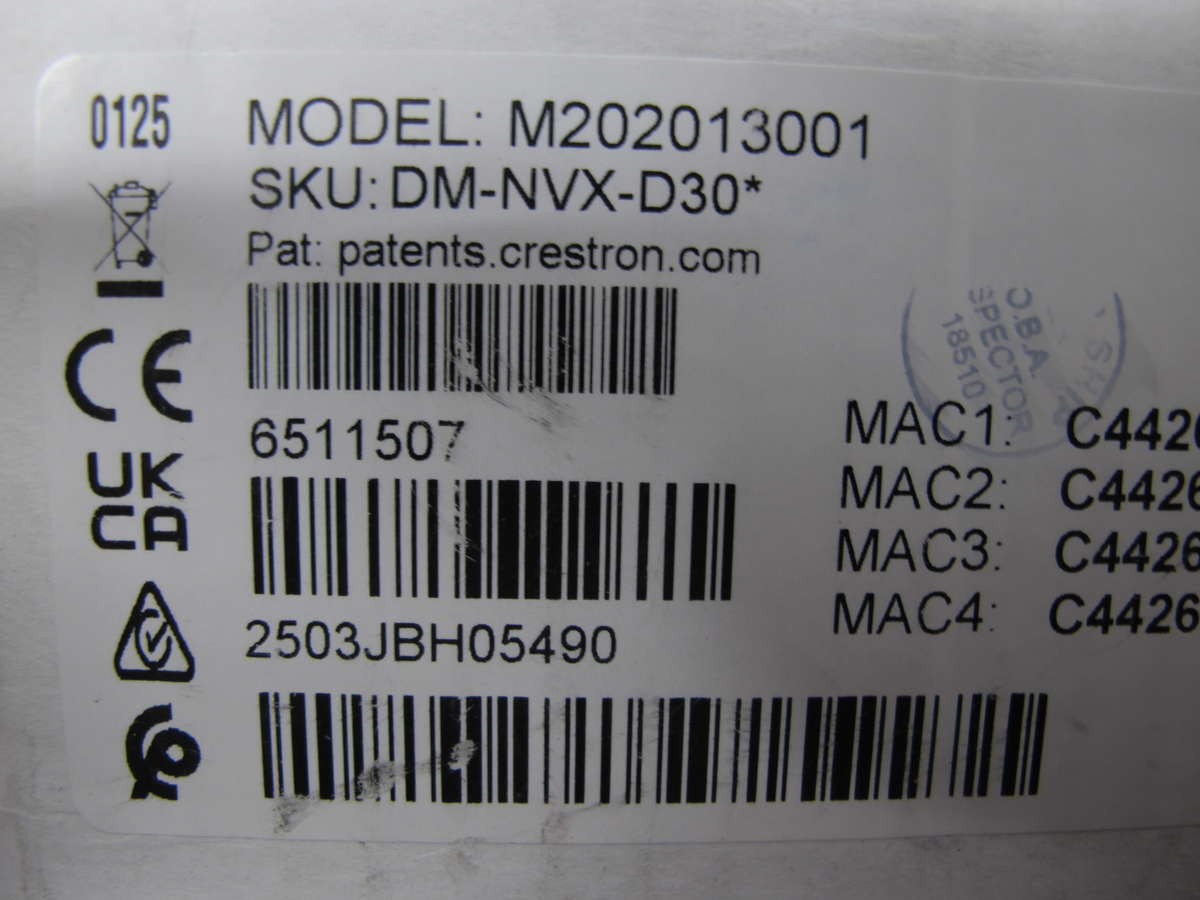 0125
MODEL: M202013001
SKU: DM-NVX-D30*
Pat: patents.crestron.com
CE
UK
CA
6511507
2503JBH05490
O.B.A.
SPECTOR
18510
MAC1: C4426
MAC2: C4426
MAC3: C4426
MAC4: C4426